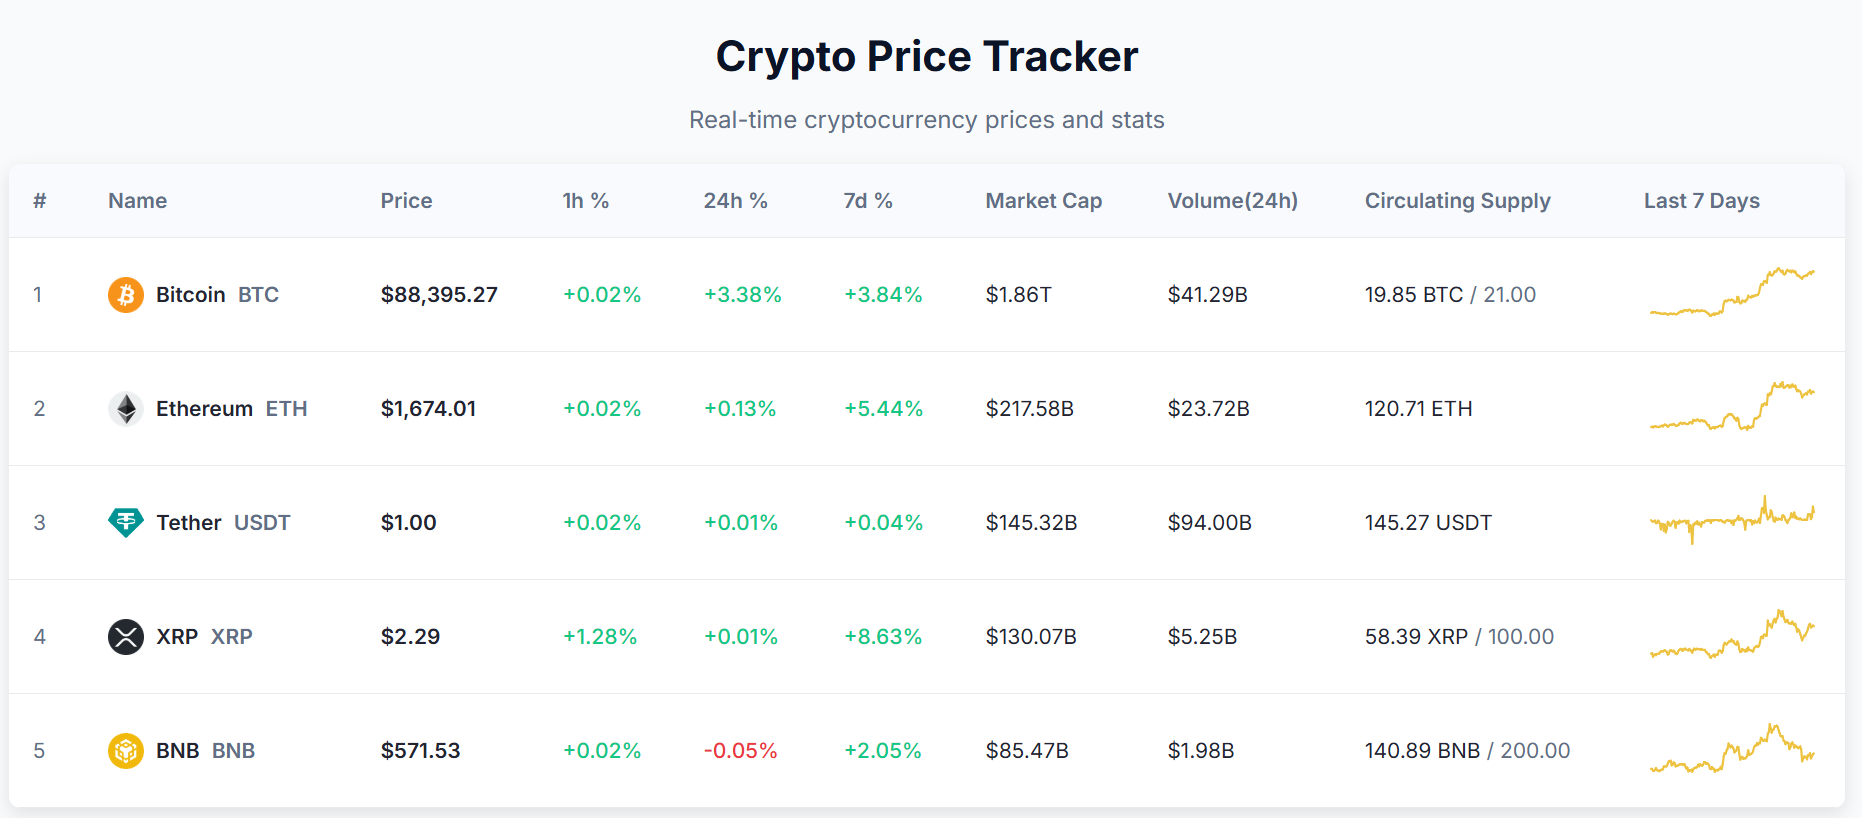 Crypto Price Tracker
Real-time cryptocurrency prices and stats
# Name Price 1h % 24h % 7d % Market Cap Volume(24h) Circulating Supply Last 7 Days
1 Bitcoin BTC $88,395.27 +0.02% +3.38% +3.84% $1.86T $41.29B 19.85 BTC / 21.00
2 Ethereum ETH $1,674.01 +0.02% +0.13% +5.44% $217.58B $23.72B 120.71 ETH
3 Tether USDT $1.00 +0.02% +0.01% +0.04% $145.32B $94.00B 145.27 USDT
4 XRP XRP $2.29 +1.28% +0.01% +8.63% $130.07B $5.25B 58.39 XRP / 100.00
5 BNB BNB $571.53 +0.02% -0.05% +2.05% $85.47B $1.98B 140.89 BNB / 200.00